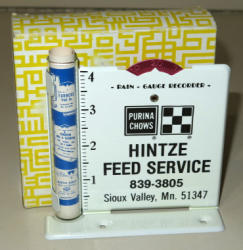 4
- RAIN - GAUGE RECORDER -
PURINA
CHOWS
3
HINTZE
FEED SERVICE
2
839-3805
1
Sioux Valley, Mn. 51347